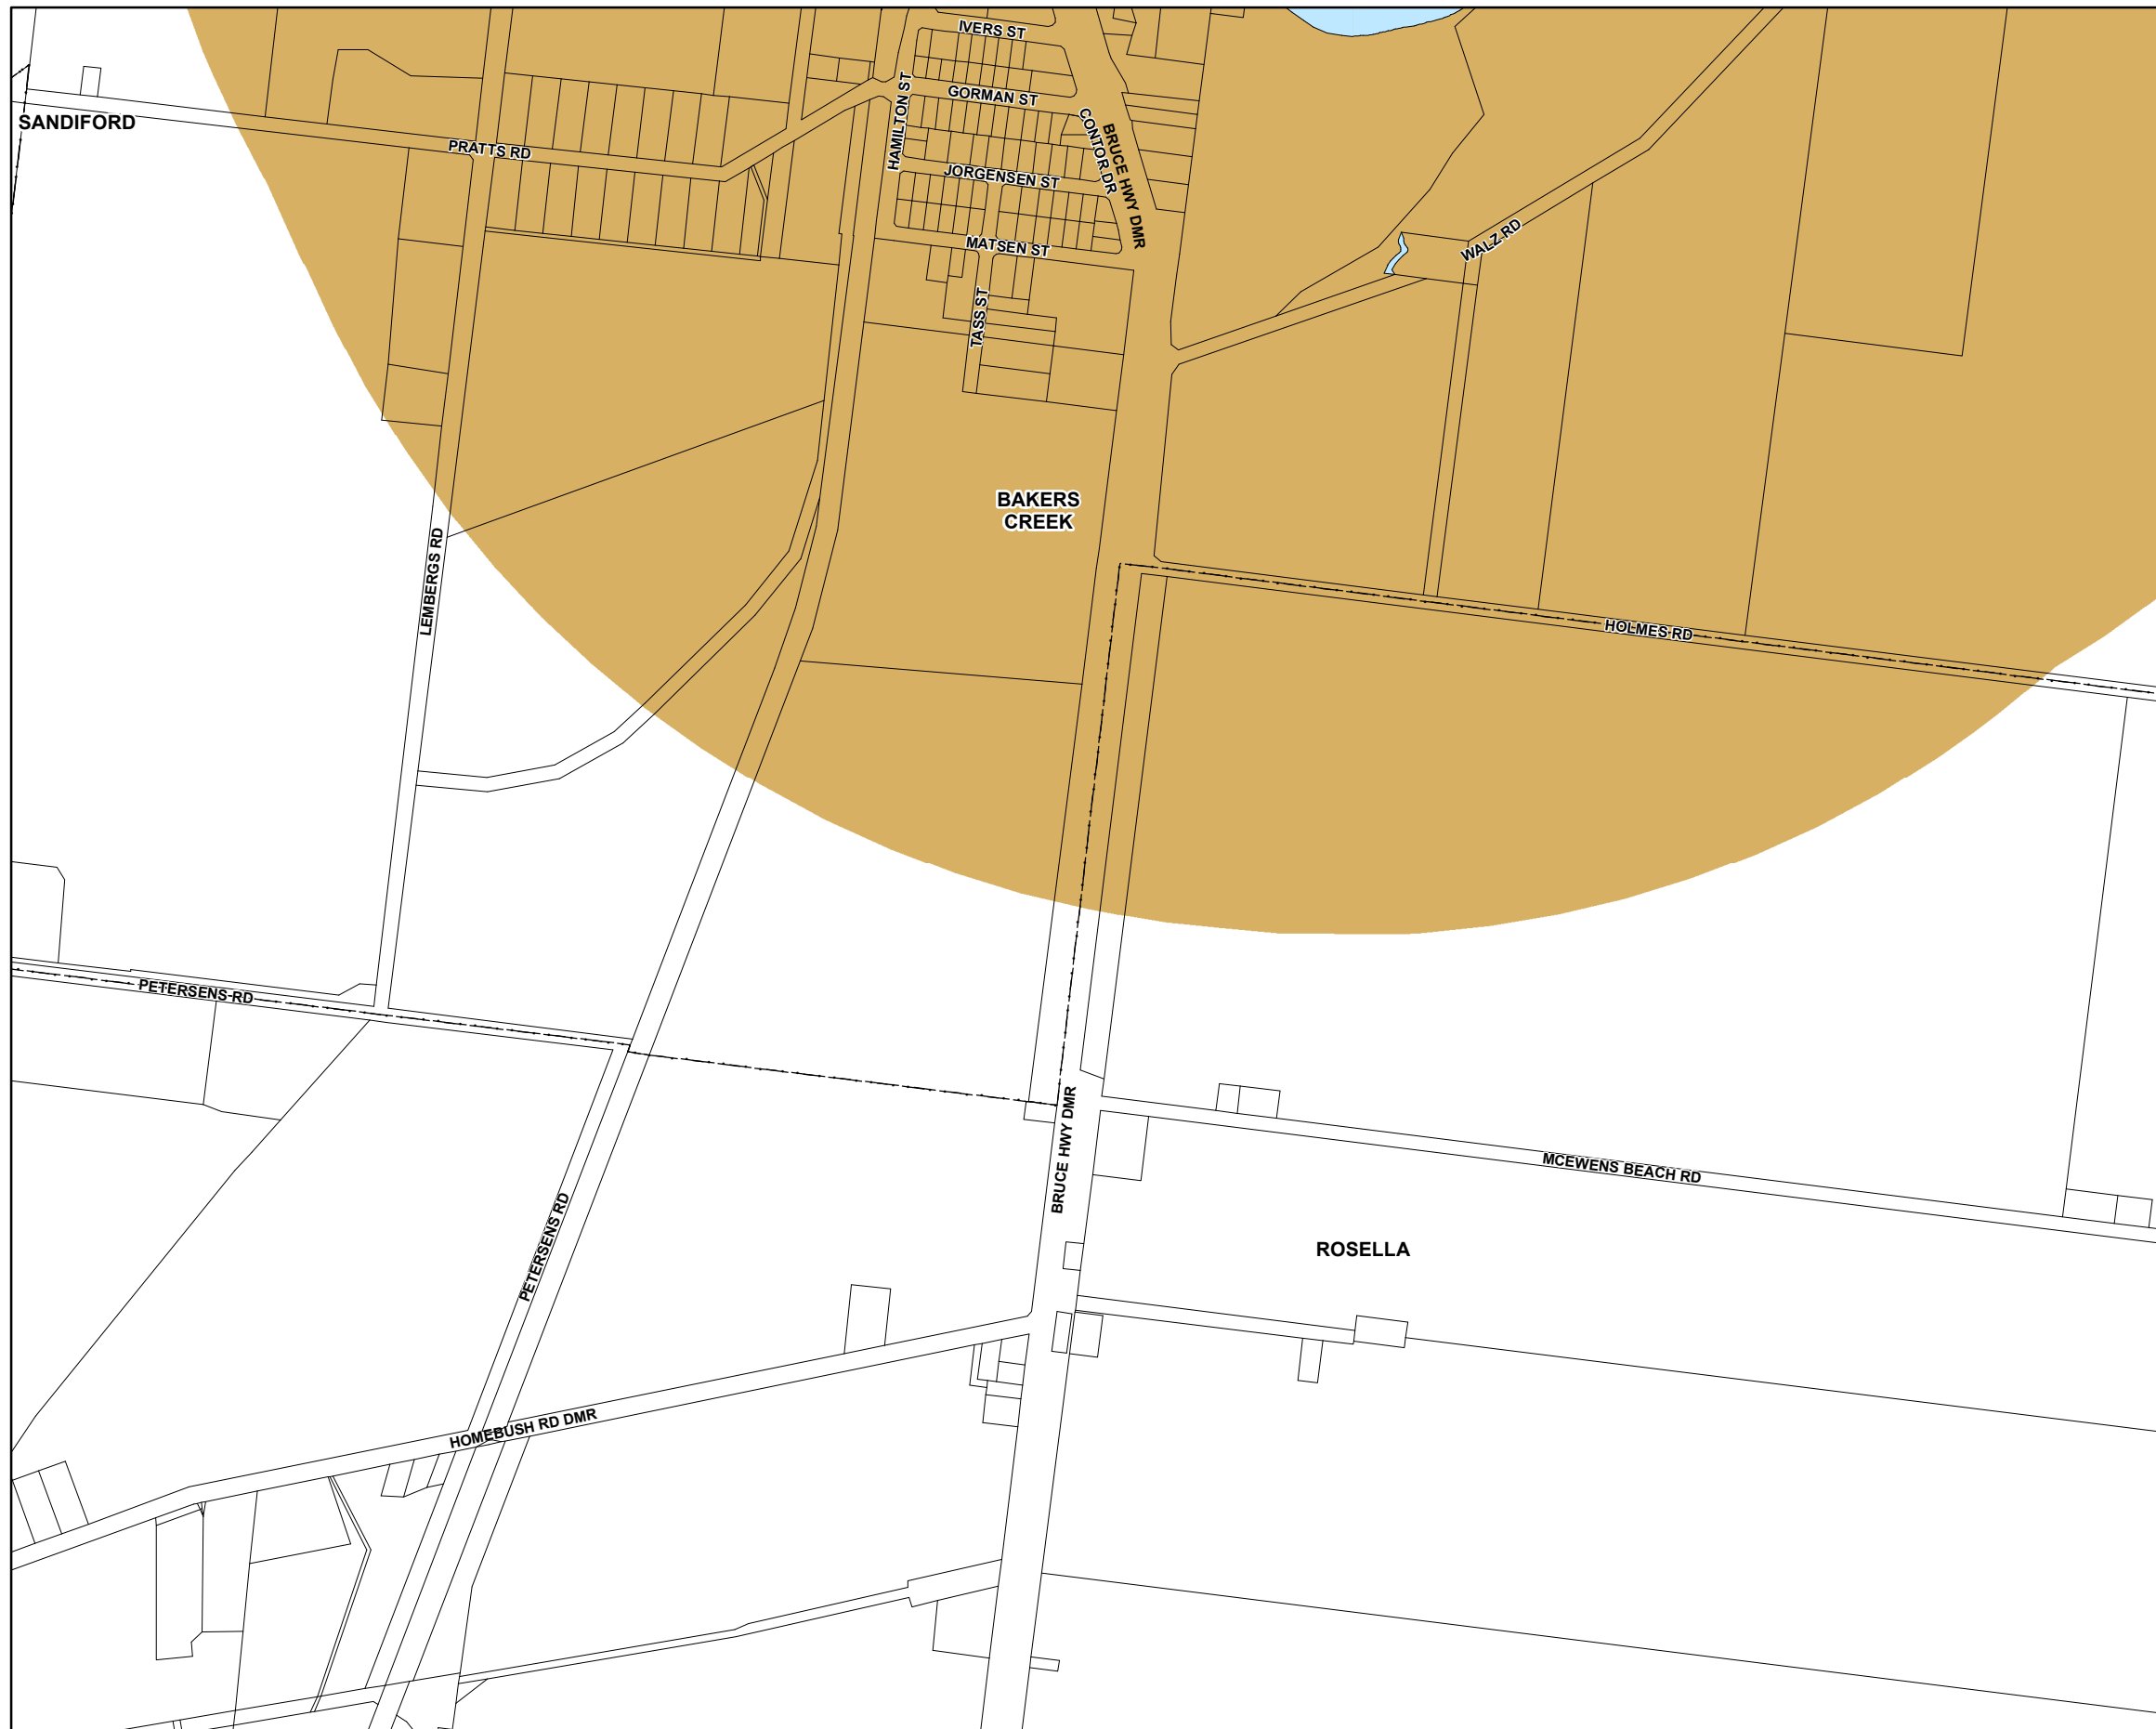 IVERS ST
GORMAN ST
HAMILTON ST
CONTOR DR
BRUCE HWY DMR
SANDIFORD
PRATTS RD
JORGENSEN ST
MATSEN ST
WALZ RD
TASS ST
BAKERS
CREEK
LEMBERGS RD
HOLMES RD
PETERSENS RD
BRUCE HWY DMR
MCEWENS BEACH RD
PETERSENS RD
ROSELLA
HOMEBUSH RD DMR